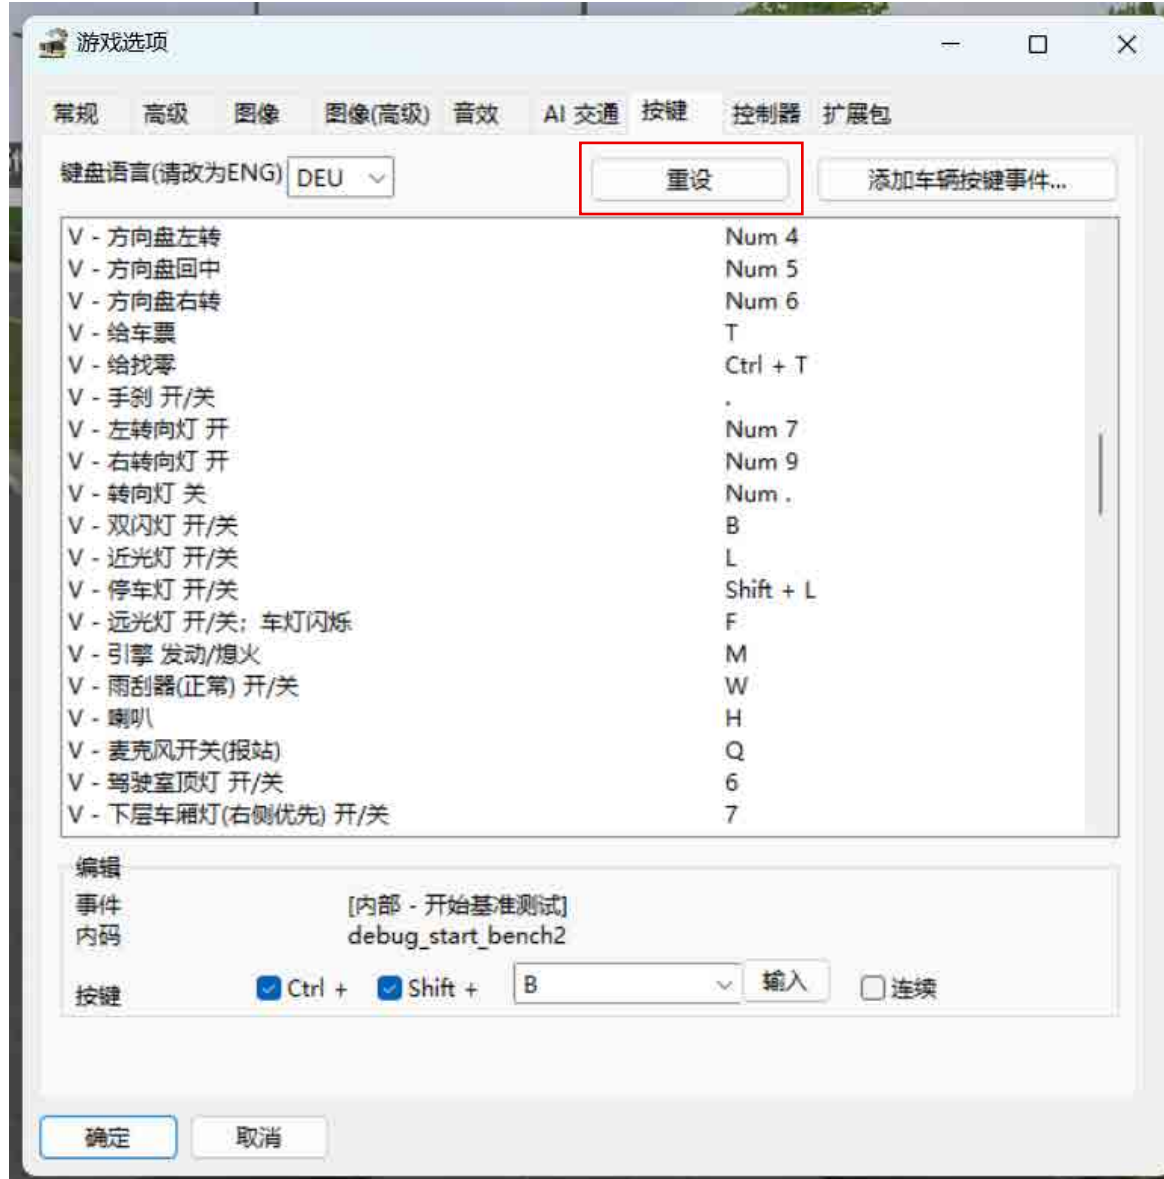 游戏选项
常规 高级 图像 图像(高级) 音效 AI 交通 按键 控制器 扩展包
键盘语言(请改为ENG) DEU 重设 添加车辆按键事件...
V - 方向盘左转 Num 4
V - 方向盘回中 Num 5
V - 方向盘右转 Num 6
V - 给车票 T
V - 给找零 Ctrl + T
V - 手刹 开/关 .
V - 左转向灯 开 Num 7
V - 右转向灯 开 Num 9
V - 转向灯 关 Num .
V - 双闪灯 开/关 B
V - 近光灯 开/关 L
V - 停车灯 开/关 Shift + L
V - 远光灯 开/关; 车灯闪烁 F
V - 引擎 发动/熄火 M
V - 雨刮器(正常) 开/关 W
V - 喇叭 H
V - 麦克风开关(报站) Q
V - 驾驶室顶灯 开/关 6
V - 下层车厢灯(右侧优先) 开/关 7
编辑
事件 [内部 - 开始基准测试]
内码 debug_start_bench2
按键 Ctrl + Shift + B 输入 连续
确定 取消